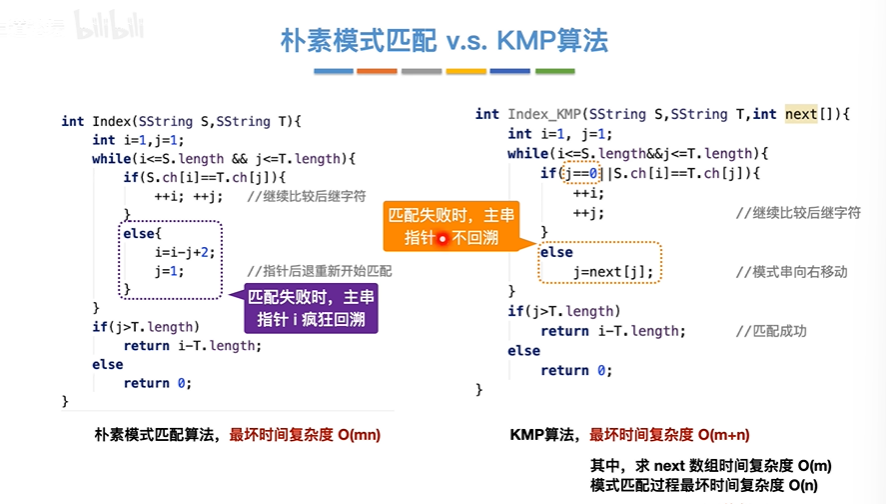 bilibili
朴素模式匹配 v.s. KMP算法
int Index(SString S,SString T){
    int i=1,j=1;
    while(i<=S.length && j<=T.length){
        if(S.ch[i]==T.ch[j]){
            ++i; ++j;    //继续比较后继字符
        }
        else{
            i=i-j+2;
            j=1;    //指针后退重新开始匹配
        }
    }
    if(j>T.length)
        return i-T.length;
    else
        return 0;
}
匹配失败时，主串
指针 i 疯狂回溯
朴素模式匹配算法，最坏时间复杂度 O(mn)
int Index_KMP(SString S,SString T,int next[]){
    int i=1, j=1;
    while(i<=S.length&&j<=T.length){
        if(j==0||S.ch[i]==T.ch[j]){
            ++i;
            ++j;    //继续比较后继字符
        }
        else
            j=next[j];    //模式串向右移动
    }
    if(j>T.length)
        return i-T.length;    //匹配成功
    else
        return 0;
}
匹配失败时，主串
指针 不回溯
KMP算法，最坏时间复杂度 O(m+n)
其中，求 next 数组时间复杂度 O(m)
模式匹配过程最坏时间复杂度 O(n)